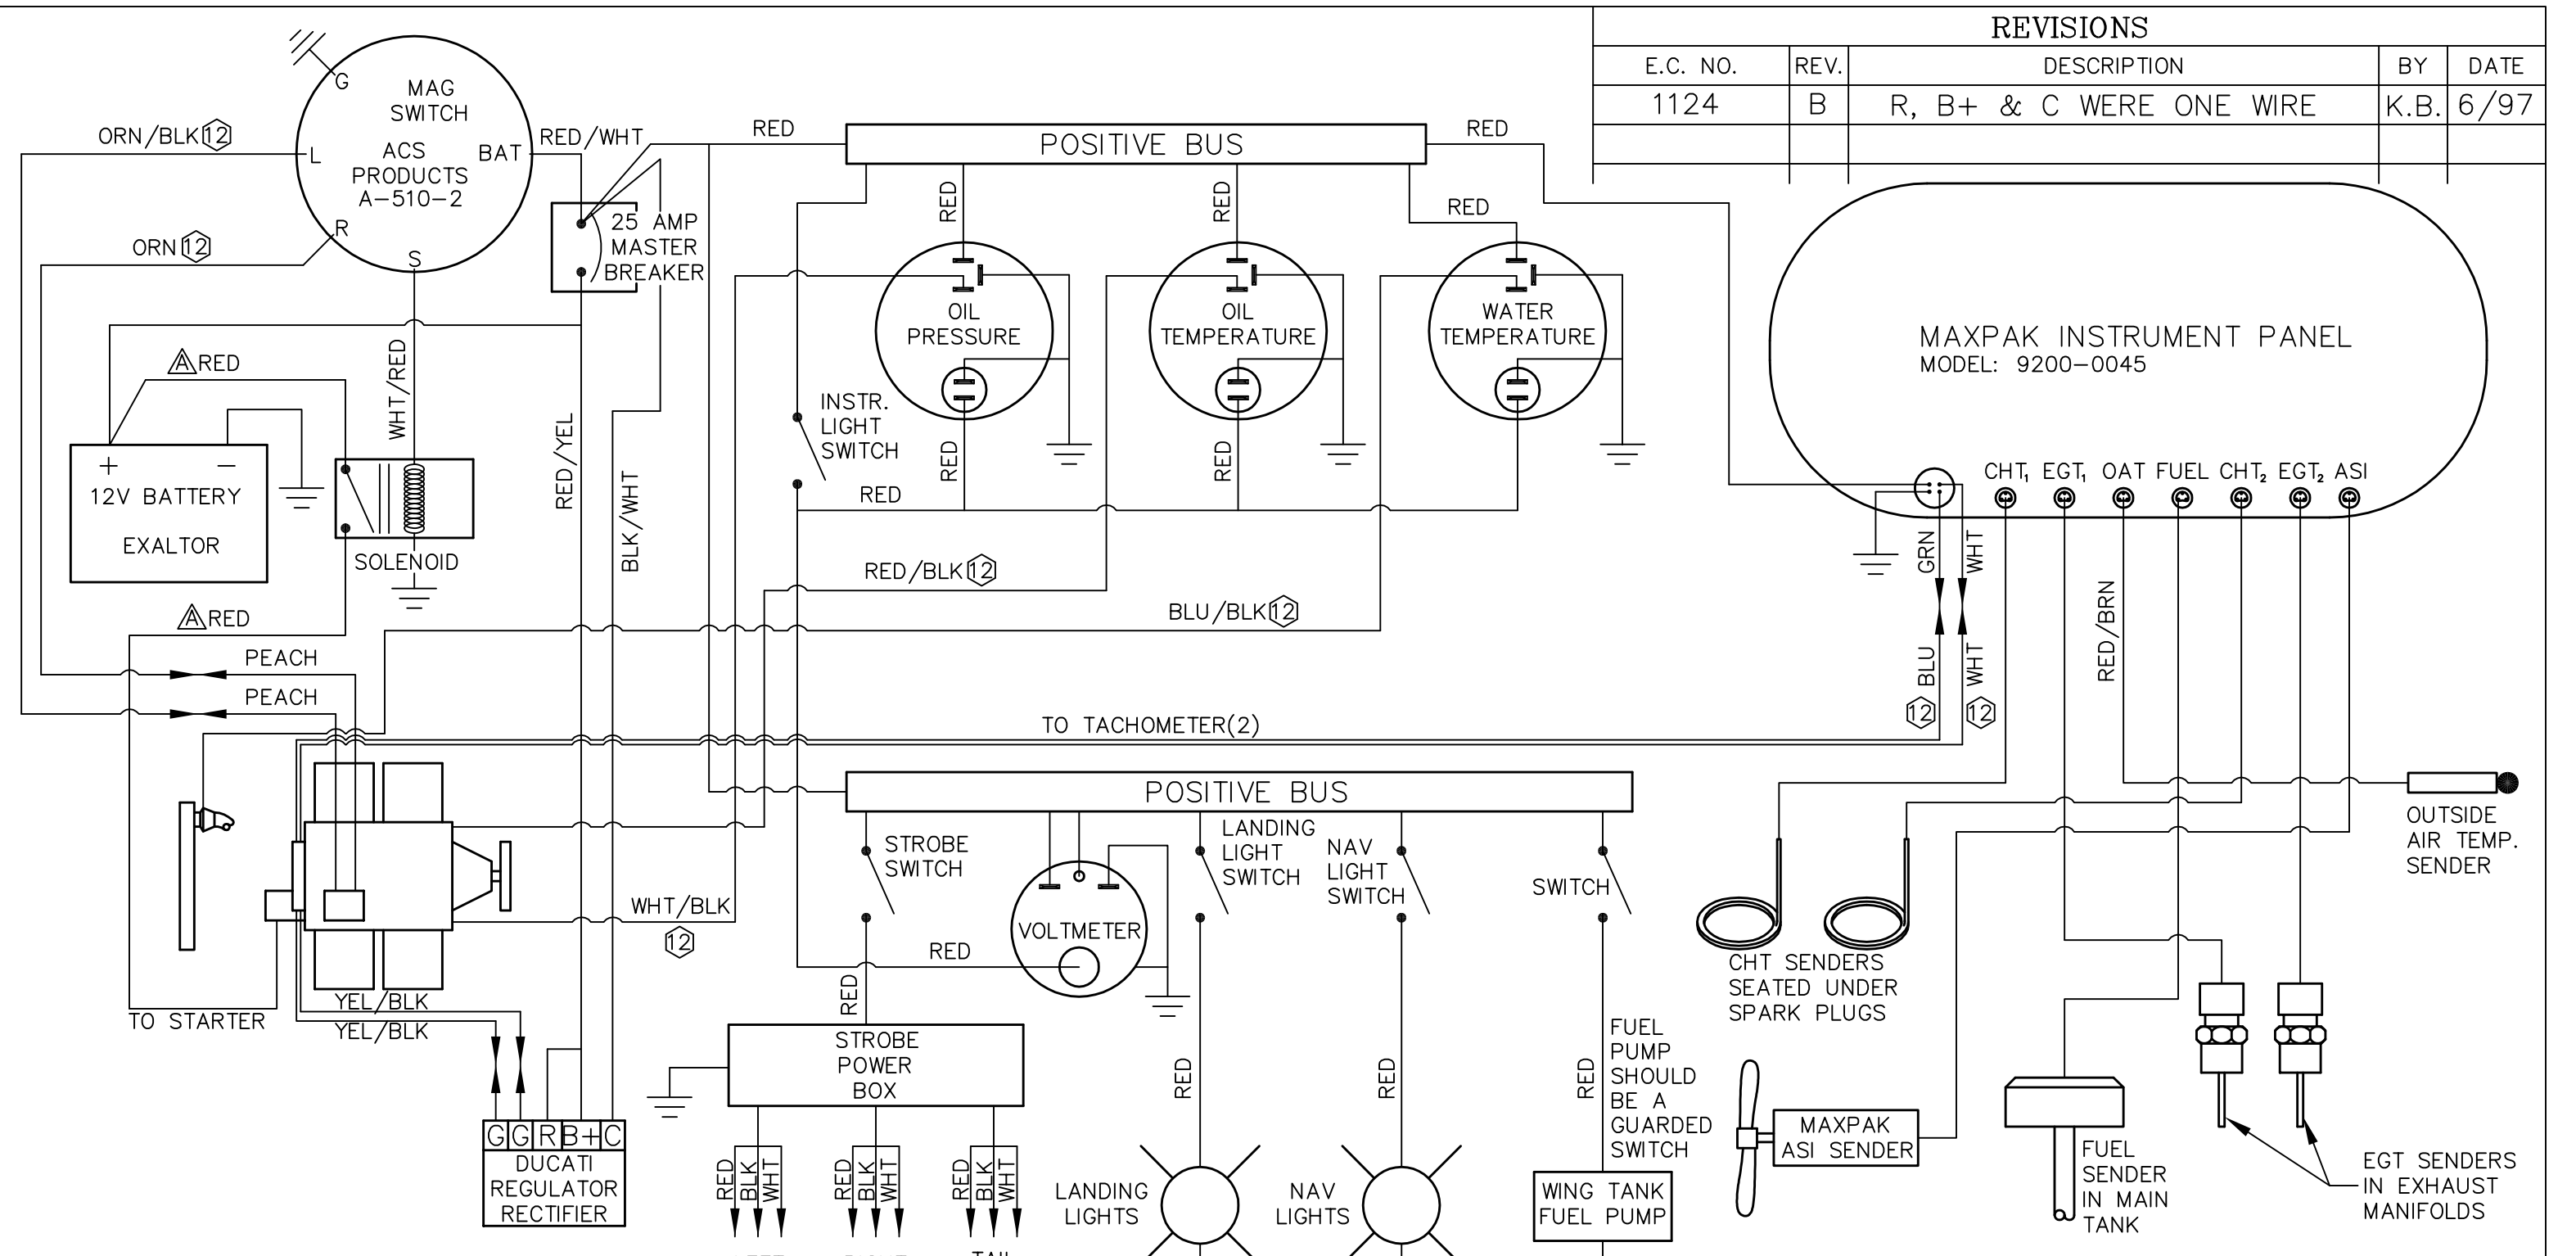 REVISIONS
E.C. NO. REV. DESCRIPTION BY DATE
1124 B R, B+ & C WERE ONE WIRE K.B. 6/97
G
MAG
SWITCH
ACS
PRODUCTS
A-510-2
L
R
S
BAT
ORN/BLK 12
ORN 12
RED/WHT
RED
POSITIVE BUS
RED
25 AMP
MASTER
BREAKER
RED
RED
RED
OIL
PRESSURE
OIL
TEMPERATURE
WATER
TEMPERATURE
MAXPAK INSTRUMENT PANEL
MODEL: 9200-0045
CHT1 EGT1 OAT FUEL CHT2 EGT2 ASI
A RED
WHT/RED
+ -
12V BATTERY
EXALTOR
SOLENOID
RED/YEL
BLK/WHT
INSTR.
LIGHT
SWITCH
RED
RED
RED
RED/BLK 12
BLU/BLK 12
GRN
WHT
BLU
WHT
12
12
RED/BRN
A RED
PEACH
PEACH
TO TACHOMETER(2)
POSITIVE BUS
STROBE
SWITCH
LANDING
LIGHT
SWITCH
NAV
LIGHT
SWITCH
SWITCH
VOLTMETER
WHT/BLK
12
RED
RED
OUTSIDE
AIR TEMP.
SENDER
CHT SENDERS
SEATED UNDER
SPARK PLUGS
YEL/BLK
YEL/BLK
TO STARTER
STROBE
POWER
BOX
RED
RED
RED
FUEL
PUMP
SHOULD
BE A
GUARDED
SWITCH
G G R B+ C
DUCATI
REGULATOR
RECTIFIER
RED
BLK
WHT
RED
BLK
WHT
RED
BLK
WHT
LANDING
LIGHTS
NAV
LIGHTS
WING TANK
FUEL PUMP
MAXPAK
ASI SENDER
FUEL
SENDER
IN MAIN
TANK
EGT SENDERS
IN EXHAUST
MANIFOLDS
TAIL